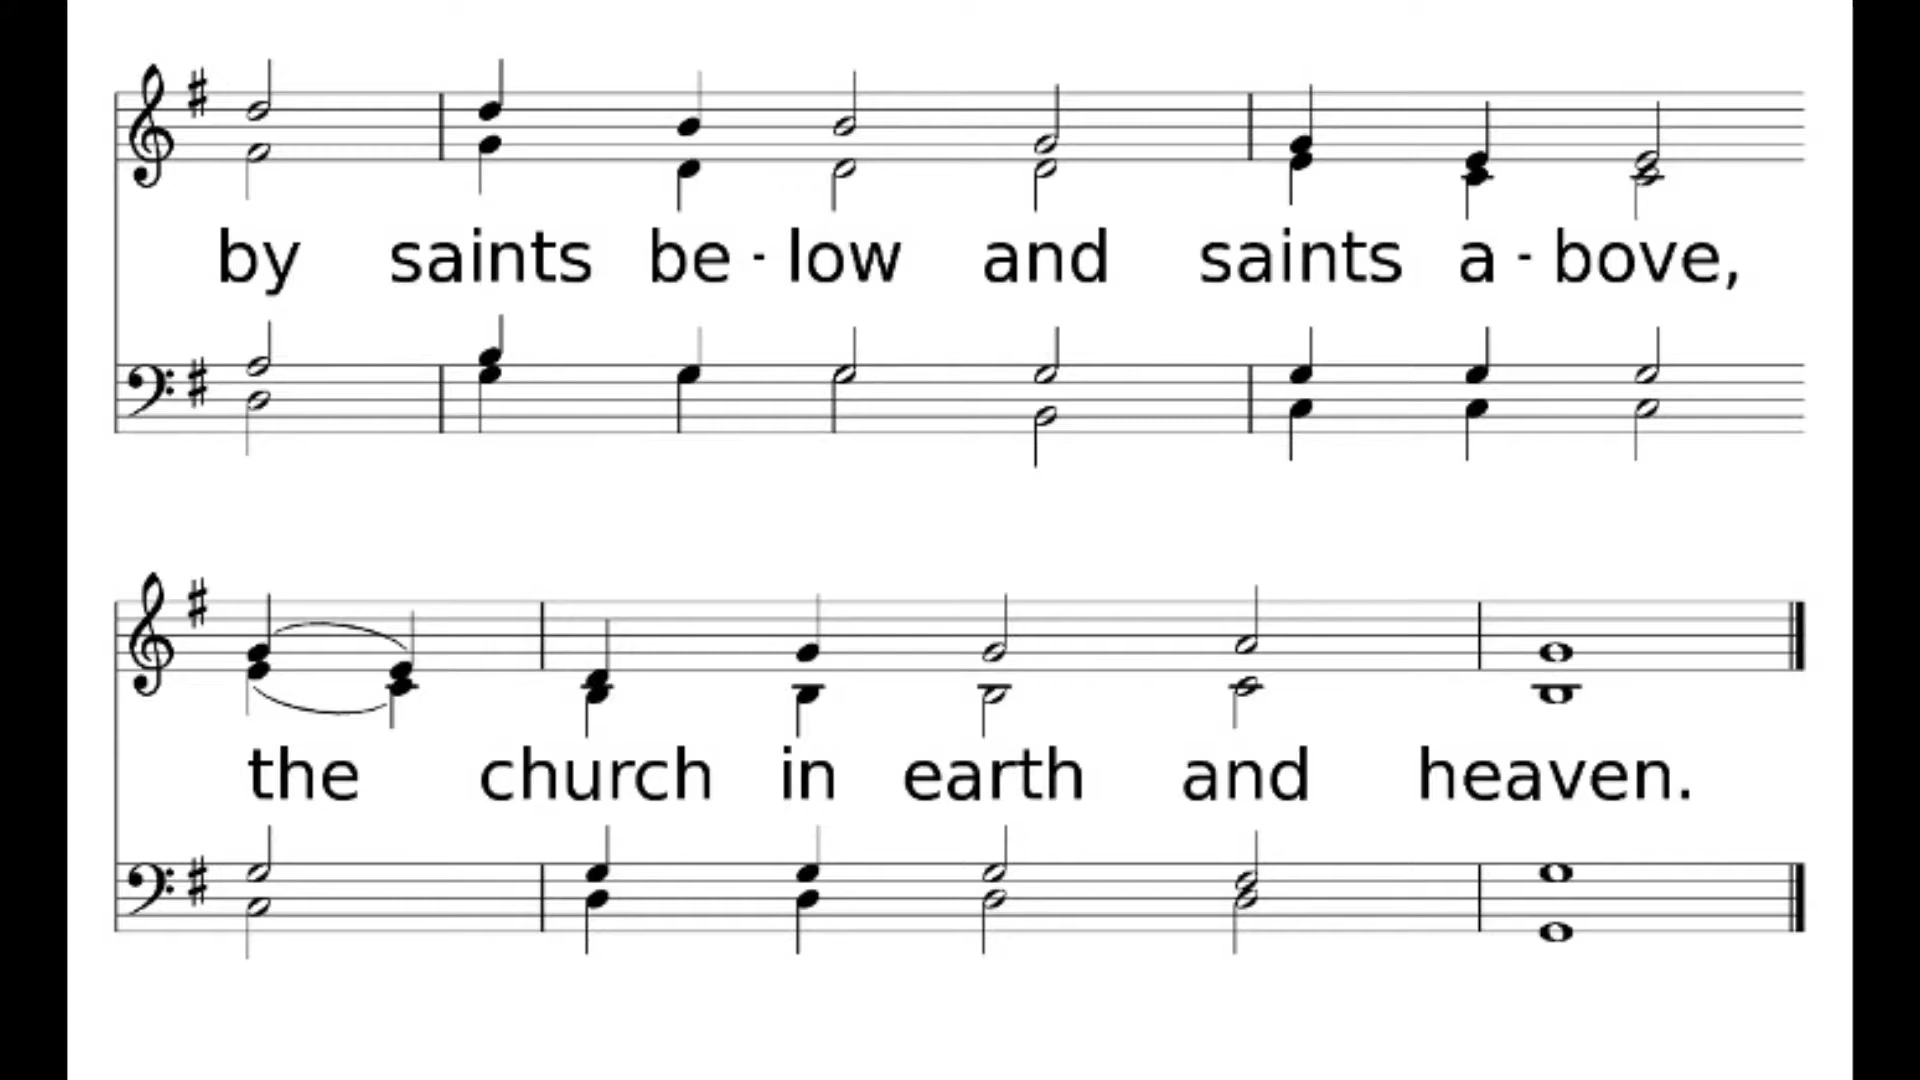 by saints be - low and saints a - bove,
the church in earth and heaven.